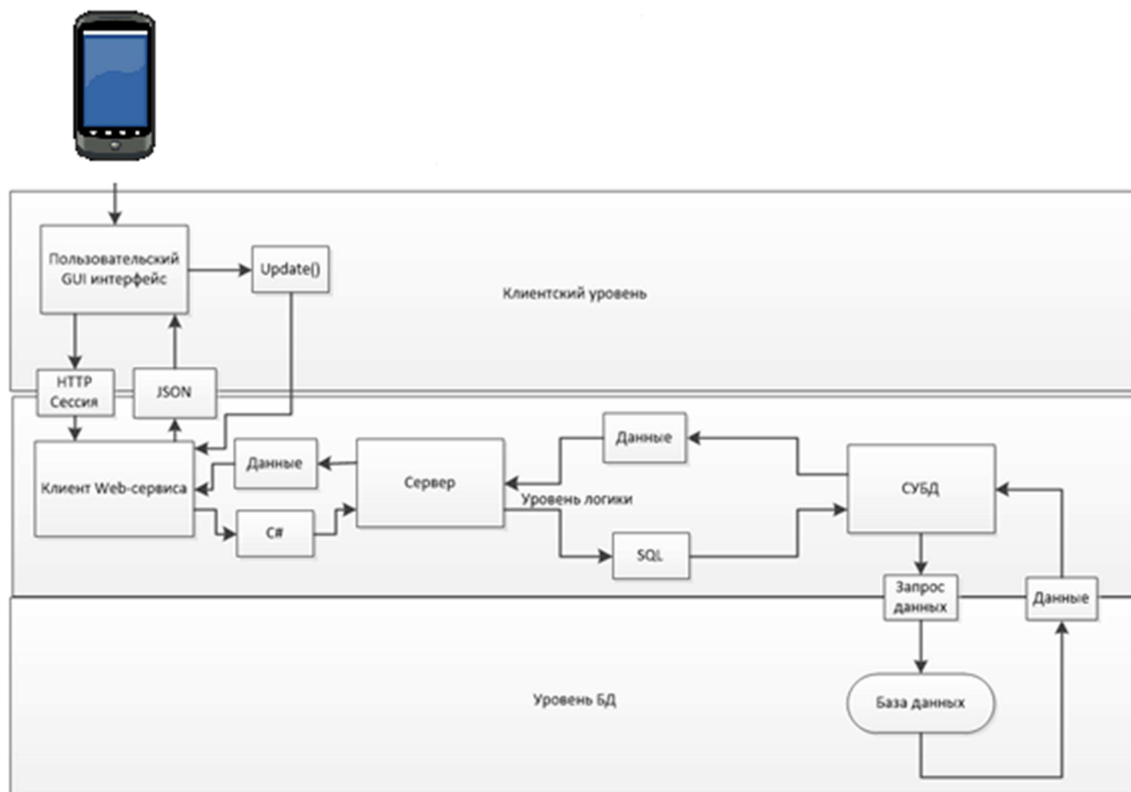 Пользовательский
GUI интерфейс
Update()
Клиентский уровень
HTTP
Сессия
JSON
Клиент Web-сервиса
Данные
C#
Сервер
Уровень логики
Данные
SQL
СУБД
Запрос
данных
Данные
Уровень БД
База данных